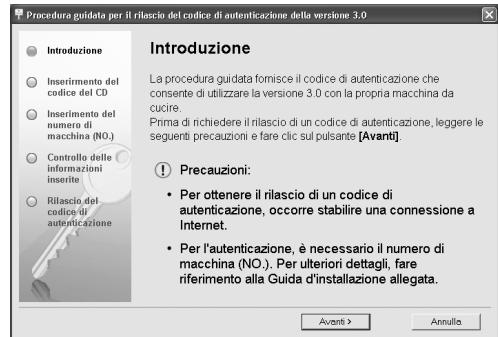 Procedura guidata per il rilascio del codice di autenticazione della versione 3.0
Introduzione
Inserirmento del
codice del CD
Inserimento del
numero di
macchina (NO.)
Controllo delle
informazioni
inserite
Rilascio del
codice di
autenticazione
Introduzione
La procedura guidata fornisce il codice di autenticazione che
consente di utilizzare la versione 3.0 con la propria macchina da
cucire.
Prima di richiedere il rilascio di un codice di autenticazione, leggere le
seguenti precauzioni e fare clic sul pulsante [Avanti].
Precauzioni:
• Per ottenere il rilascio di un codice di
autenticazione, occorre stabilire una connessione a
Internet.
• Per l'autenticazione, è necessario il numero di
macchina (NO.). Per ulteriori dettagli, fare
riferimento alla Guida d'installazione allegata.
Avanti >
Annulla